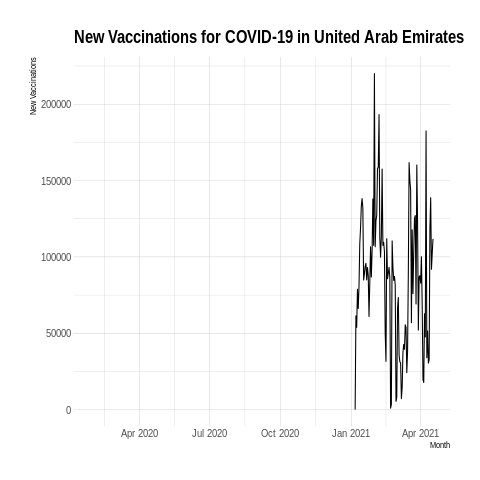 New Vaccinations for COVID-19 in United Arab Emirates
New Vaccinations
200000
150000
100000
50000
0
Apr 2020 Jul 2020 Oct 2020 Jan 2021 Apr 2021
Month